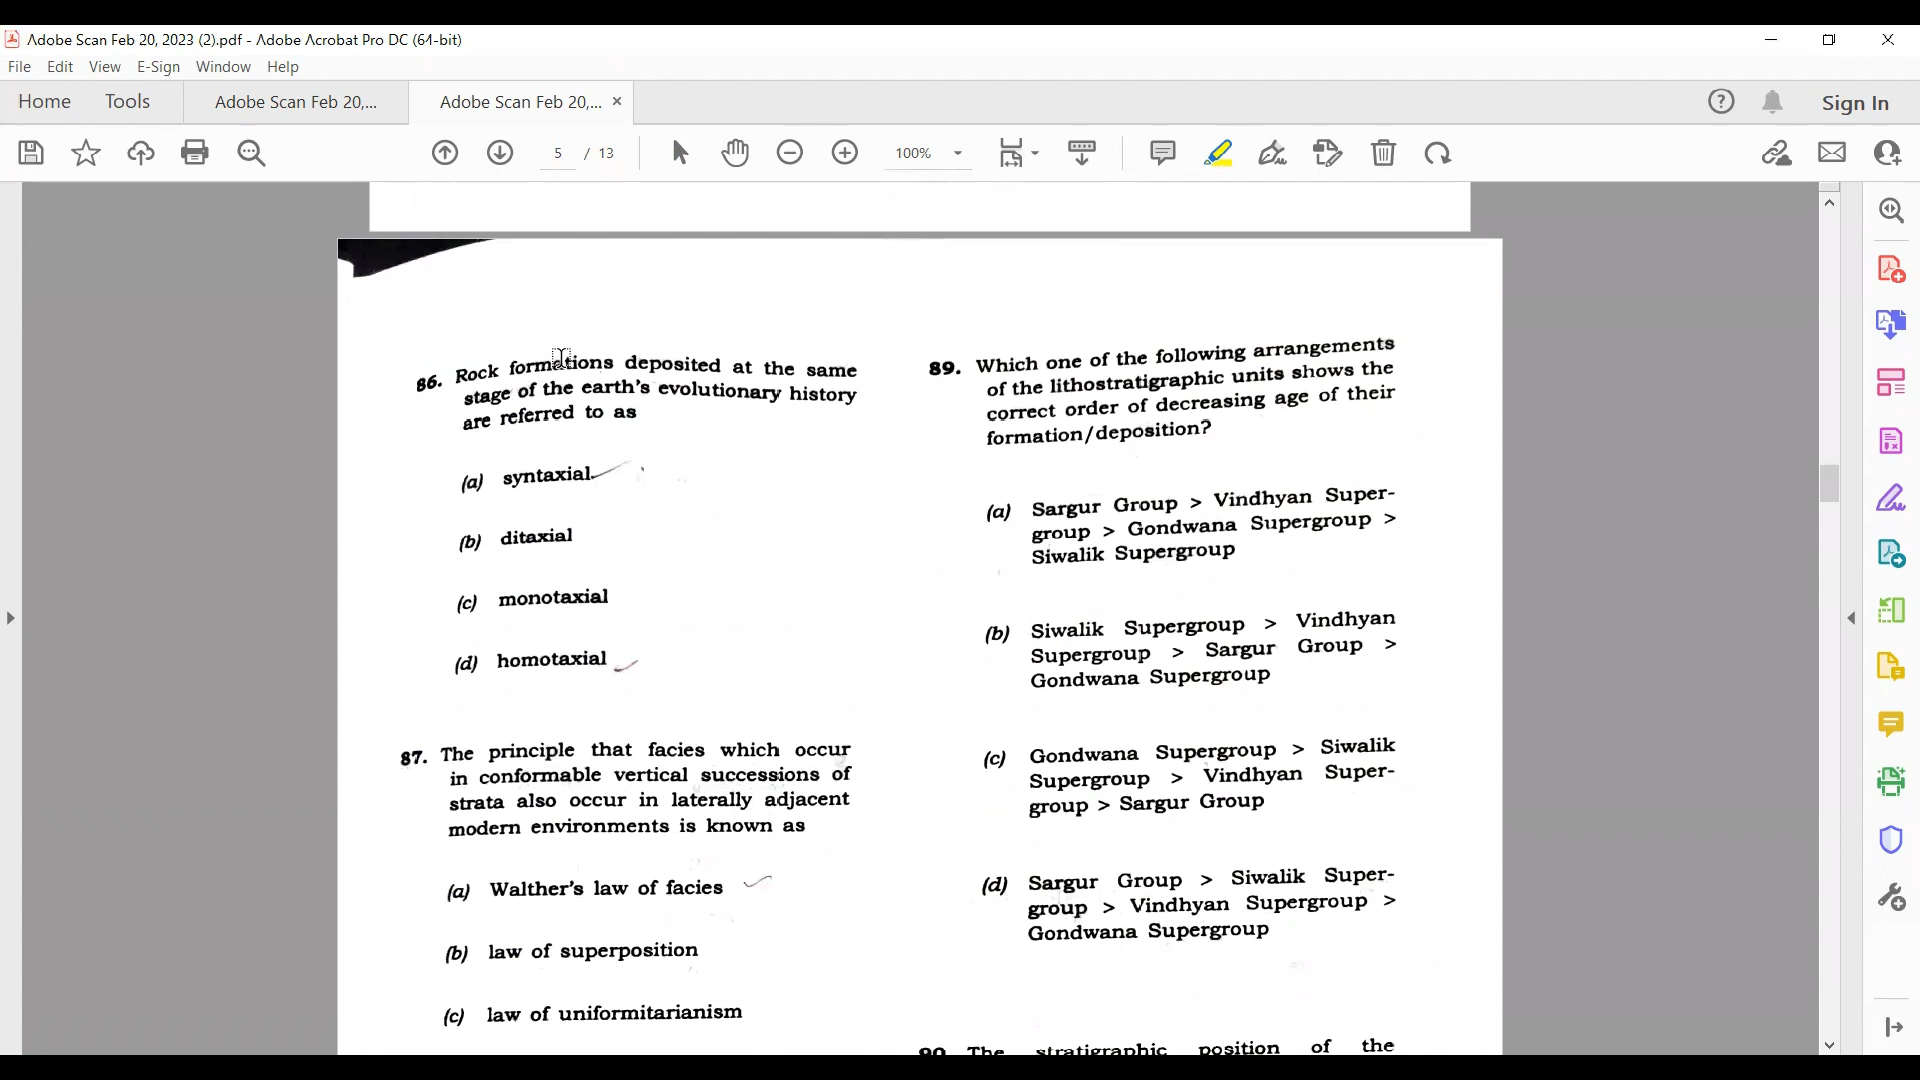 Adobe Scan Feb 20, 2023 (2).pdf - Adobe Acrobat Pro DC (64-bit)
File Edit View E-Sign Window Help
Home Tools Adobe Scan Feb 20,... Adobe Scan Feb 20,... × Sign In
5 / 13 100%
86. Rock formations deposited at the same
stage of the earth's evolutionary history
are referred to as
(a) syntaxial
(b) ditaxial
(c) monotaxial
(d) homotaxial
87. The principle that facies which occur
in conformable vertical successions of
strata also occur in laterally adjacent
modern environments is known as
(a) Walther's law of facies
(b) law of superposition
(c) law of uniformitarianism
89. Which one of the following arrangements
of the lithostratigraphic units shows the
correct order of decreasing age of their
formation/deposition?
(a) Sargur Group > Vindhyan Super-
group > Gondwana Supergroup >
Siwalik Supergroup
(b) Siwalik Supergroup > Vindhyan
Supergroup > Sargur Group >
Gondwana Supergroup
(c) Gondwana Supergroup > Siwalik
Supergroup > Vindhyan Super-
group > Sargur Group
(d) Sargur Group > Siwalik Super-
group > Vindhyan Supergroup >
Gondwana Supergroup
90. The stratigraphic position of the